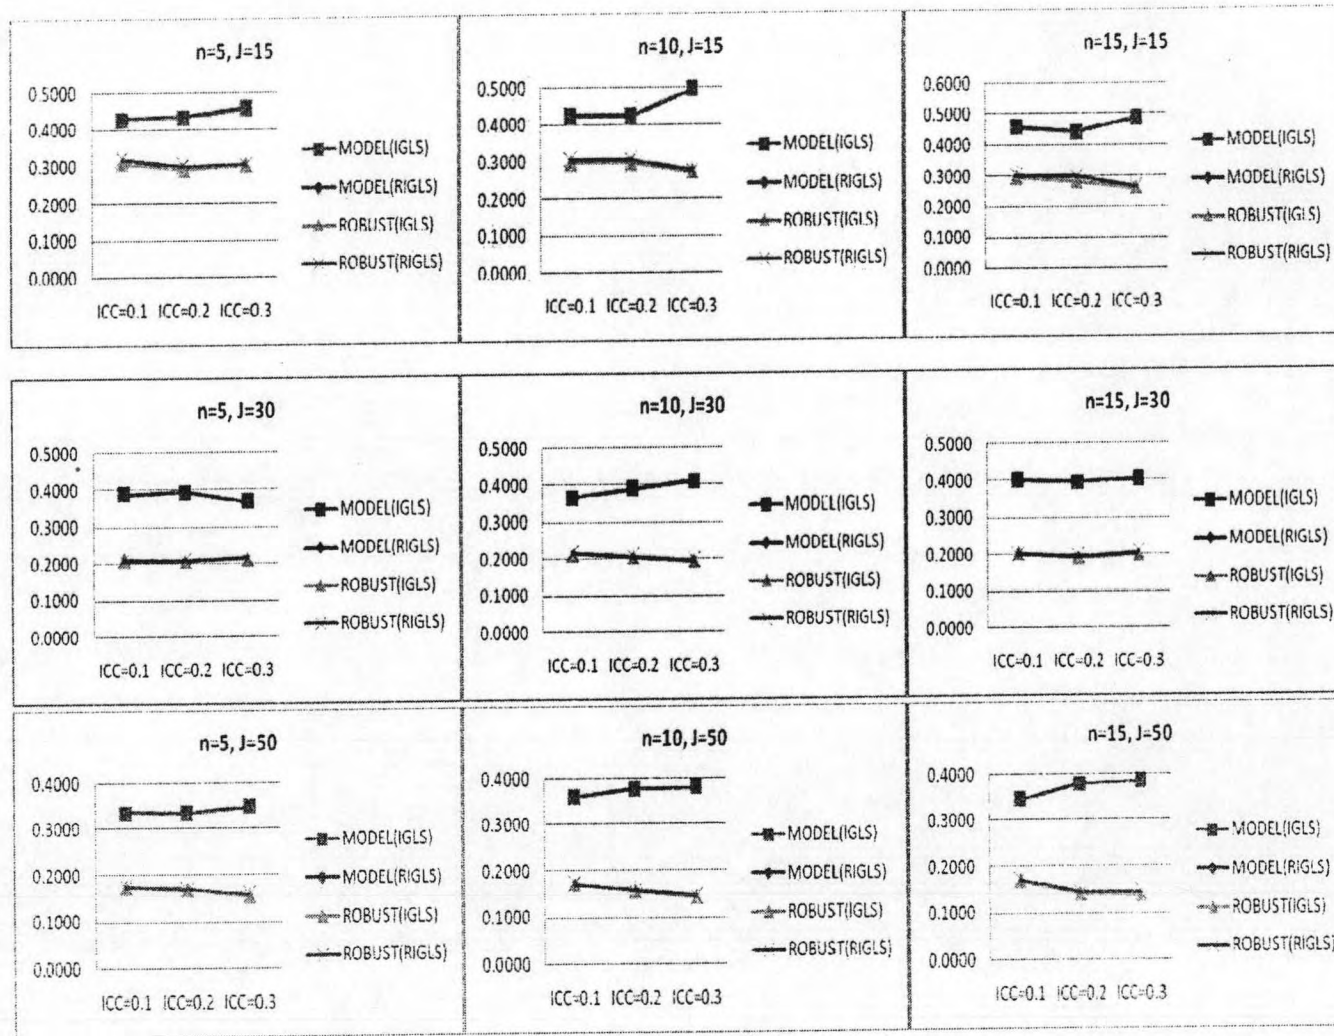 n=5, J=15
0.5000
0.4000
0.3000
0.2000
0.1000
0.0000
ICC=0.1 ICC=0.2 ICC=0.3
MODEL(IGLS)
MODEL(RIGLS)
ROBUST(IGLS)
ROBUST(RIGLS)
n=10, J=15
0.5000
0.4000
0.3000
0.2000
0.1000
0.0000
ICC=0.1 ICC=0.2 ICC=0.3
MODEL(IGLS)
MODEL(RIGLS)
ROBUST(IGLS)
ROBUST(RIGLS)
n=15, J=15
0.6000
0.5000
0.4000
0.3000
0.2000
0.1000
0.0000
ICC=0.1 ICC=0.2 ICC=0.3
MODEL(IGLS)
MODEL(RIGLS)
ROBUST(IGLS)
ROBUST(RIGLS)
n=5, J=30
0.5000
0.4000
0.3000
0.2000
0.1000
0.0000
ICC=0.1 ICC=0.2 ICC=0.3
MODEL(IGLS)
MODEL(RIGLS)
ROBUST(IGLS)
ROBUST(RIGLS)
n=10, J=30
0.5000
0.4000
0.3000
0.2000
0.1000
0.0000
ICC=0.1 ICC=0.2 ICC=0.3
MODEL(IGLS)
MODEL(RIGLS)
ROBUST(IGLS)
ROBUST(RIGLS)
n=15, J=30
0.5000
0.4000
0.3000
0.2000
0.1000
0.0000
ICC=0.1 ICC=0.2 ICC=0.3
MODEL(IGLS)
MODEL(RIGLS)
ROBUST(IGLS)
ROBUST(RIGLS)
n=5, J=50
0.4000
0.3000
0.2000
0.1000
0.0000
ICC=0.1 ICC=0.2 ICC=0.3
MODEL(IGLS)
MODEL(RIGLS)
ROBUST(IGLS)
ROBUST(RIGLS)
n=10, J=50
0.4000
0.3000
0.2000
0.1000
0.0000
ICC=0.1 ICC=0.2 ICC=0.3
MODEL(IGLS)
MODEL(RIGLS)
ROBUST(IGLS)
ROBUST(RIGLS)
n=15, J=50
0.4000
0.3000
0.2000
0.1000
0.0000
ICC=0.1 ICC=0.2 ICC=0.3
MODEL(IGLS)
MODEL(RIGLS)
ROBUST(IGLS)
ROBUST(RIGLS)